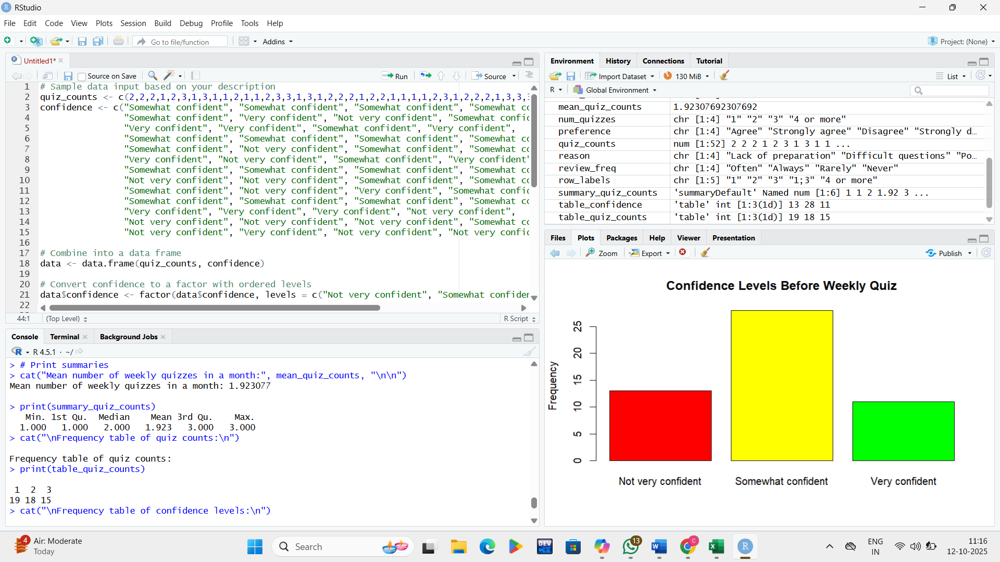 RStudio
File Edit Code View Plots Session Build Debug Profile Tools Help
Go to file/function Addins Project: (None)
Untitled1*
Source on Save Run Source
1 # Sample data input based on your description
2 quiz_counts <- c(2,2,2,1,2,3,1,3,1,1,2,1,1,2,3,3,1,3,1,2,2,2,1,2,2,1,1,1,1,2,3,1,2,2,2,1,3,3,
3 confidence <- c("Somewhat confident", "Somewhat confident", "Somewhat confident", "Somewhat cc
4 "Somewhat confident", "Very confident", "Not very confident", "Somewhat confic
5 "Very confident", "Very confident", "Somewhat confident", "Very confident",
6 "Somewhat confident", "Somewhat confident", "Somewhat confident", "Somewhat cc
7 "Somewhat confident", "Not very confident", "Somewhat confident", "Somewhat cc
8 "Very confident", "Not very confident", "Somewhat confident", "Very confident"
9 "Somewhat confident", "Somewhat confident", "Somewhat confident", "Somewhat cc
10 "Not very confident", "Not very confident", "Somewhat confident", "Somewhat cc
11 "Somewhat confident", "Not very confident", "Very confident", "Somewhat confic
12 "Somewhat confident", "Somewhat confident", "Somewhat confident", "Somewhat cc
13 "Very confident", "Very confident", "Very confident", "Not very confident",
14 "Not very confident", "Not very confident", "Not very confident", "Somewhat cc
15 "Not very confident", "Very confident", "Not very confident", "Not very confic
16
17 # Combine into a data frame
18 data <- data.frame(quiz_counts, confidence)
19
20 # Convert confidence to a factor with ordered levels
21 data$confidence <- factor(data$confidence, levels = c("Not very confident", "Somewhat confider
22
44:1 (Top Level) R Script
Console Terminal Background Jobs
R 4.5.1 · ~/
> # Print summaries
> cat("Mean number of weekly quizzes in a month:", mean_quiz_counts, "\n\n")
Mean number of weekly quizzes in a month: 1.923077
> print(summary_quiz_counts)
Min. 1st Qu. Median Mean 3rd Qu. Max.
1.000 1.000 2.000 1.923 3.000 3.000
> cat("\nFrequency table of quiz counts:\n")
Frequency table of quiz counts:
> print(table_quiz_counts)
1 2 3
19 18 15
> cat("\nFrequency table of confidence levels:\n")
Environment History Connections Tutorial
Import Dataset 130 MiB List
R Global Environment
mean_quiz_counts 1.92307692307692
num_quizzes chr [1:4] "1" "2" "3" "4 or more"
preference chr [1:4] "Agree" "Strongly agree" "Disagree" "Strongly d…
quiz_counts num [1:52] 2 2 2 1 2 3 1 3 1 1 ...
reason chr [1:4] "Lack of preparation" "Difficult questions" "Po…
review_freq chr [1:4] "Often" "Always" "Rarely" "Never"
row_labels chr [1:5] "1" "2" "3" "1;3" "4 or more"
summary_quiz_counts 'summaryDefault' Named num [1:6] 1 1 2 1.92 3 ...
table_confidence 'table' int [1:3(1d)] 13 28 11
table_quiz_counts 'table' int [1:3(1d)] 19 18 15
Files Plots Packages Help Viewer Presentation
Zoom Export Publish
Confidence Levels Before Weekly Quiz
Frequency
25
20
15
10
5
0
Not very confident Somewhat confident Very confident
4 Air: Moderate
Today
Search
DEV
13
C
ENG
IN
11:16
12-10-2025